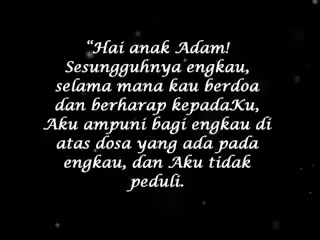 “Hai anak Adam!
Sesungguhnya engkau,
selama mana kau berdoa
dan berharap kepadaKu,
Aku ampuni bagi engkau di
atas dosa yang ada pada
engkau, dan Aku tidak
peduli.